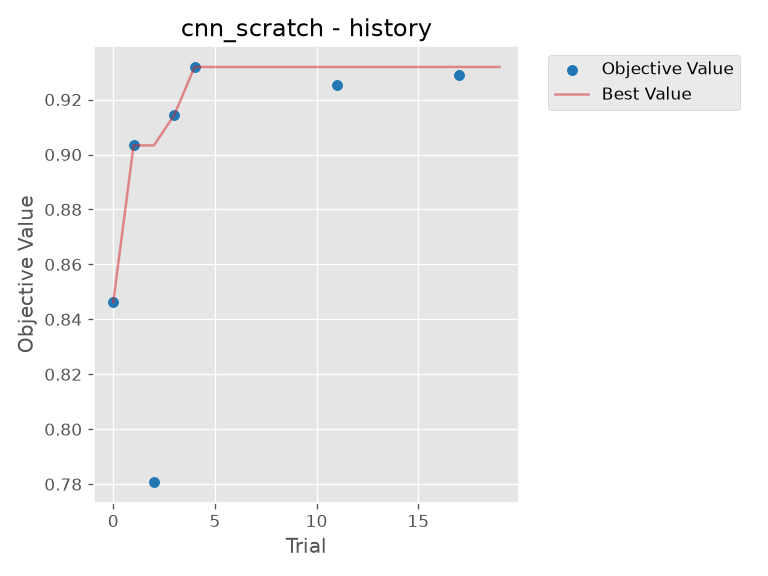 cnn_scratch - history
Objective Value
Best Value
Objective Value
0.92
0.90
0.88
0.86
0.84
0.82
0.80
0.78
0 5 10 15
Trial